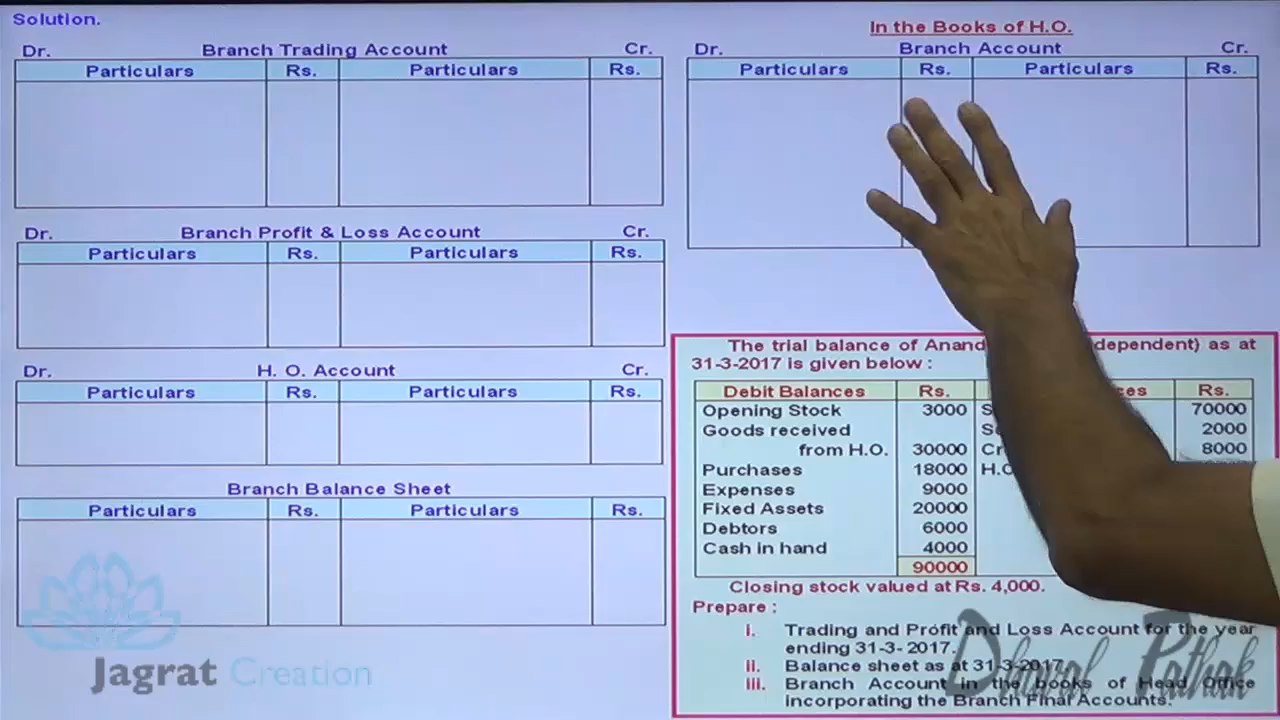 Solution.
Dr. Branch Trading Account Cr.
Particulars Rs. Particulars Rs.
Dr. Branch Profit & Loss Account Cr.
Particulars Rs. Particulars Rs.
Dr. H. O. Account Cr.
Particulars Rs. Particulars Rs.
Branch Balance Sheet
Particulars Rs. Particulars Rs.
Jagrat Creation
In the Books of H.O.
Dr. Branch Account Cr.
Particulars Rs. Particulars Rs.
The trial balance of Anand dependent) as at
31-3-2017 is given below :
Debit Balances Rs. ces Rs.
Opening Stock 3000 S 70000
Goods received S 2000
from H.O. 30000 Cr 8000
Purchases 18000 H.O
Expenses 9000
Fixed Assets 20000
Debtors 6000
Cash in hand 4000
90000
Closing stock valued at Rs. 4,000.
Prepare :
i. Trading and Profit and Loss Account for the year
ending 31-3- 2017.
ii. Balance sheet as at 31-3-2017.
iii. Branch Account in the books of Head Office
incorporating the Branch Final Accounts.
Dhaval Pathak